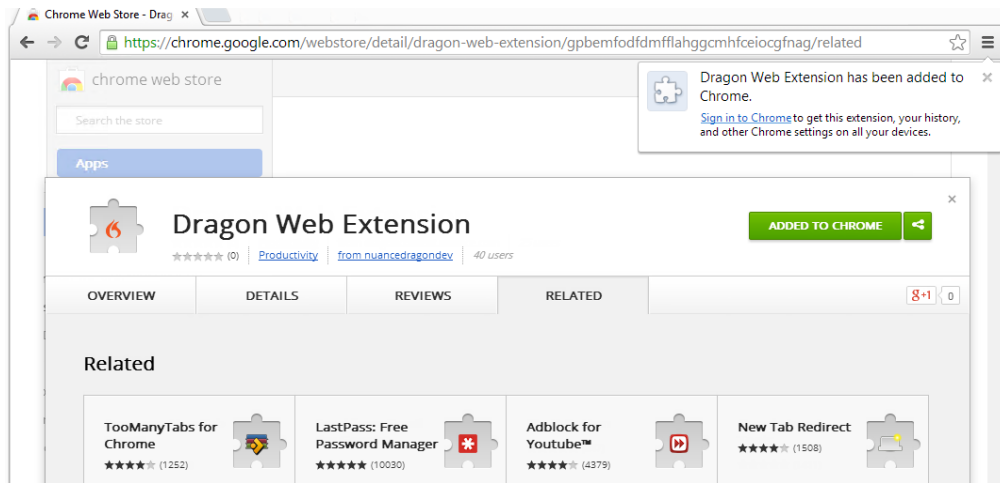 Chrome Web Store - Drag
https://chrome.google.com/webstore/detail/dragon-web-extension/gpbemfodfdmfflahggcmhfceiocgfnag/related
chrome web store
Search the store
Apps
Dragon Web Extension has been added to
Chrome.
Sign in to Chrome to get this extension, your history,
and other Chrome settings on all your devices.
Dragon Web Extension
(0) Productivity from nuancedragondev 40 users
ADDED TO CHROME
OVERVIEW DETAILS REVIEWS RELATED
g+1 0
Related
TooManyTabs for
Chrome
(1252)
LastPass: Free
Password Manager
(10030)
Adblock for
Youtube™
(4379)
New Tab Redirect
(1508)